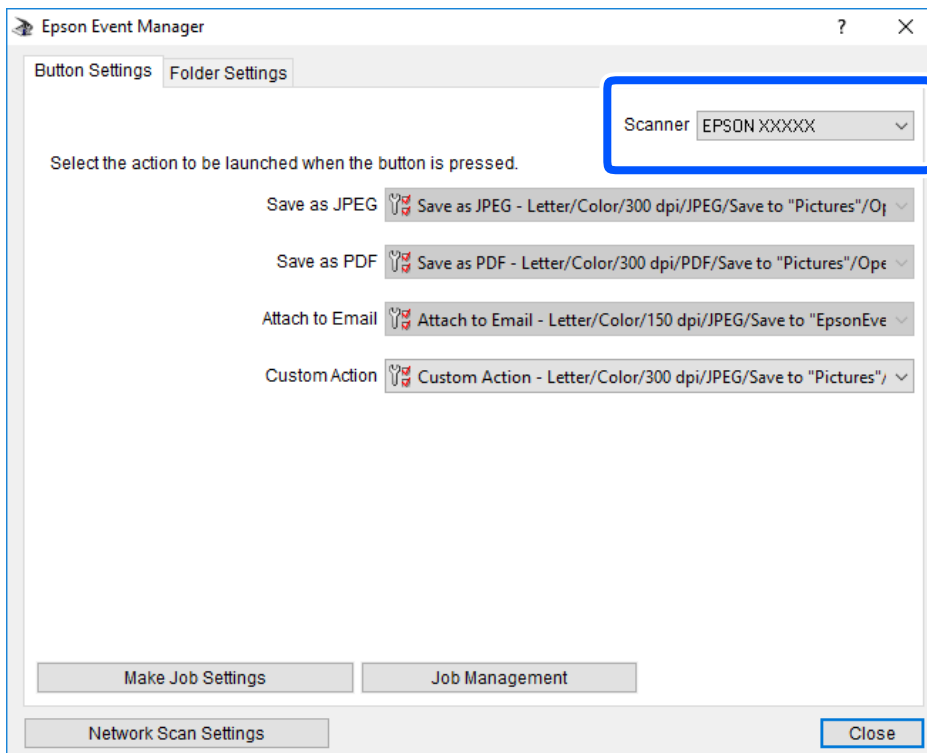 Epson Event Manager
Button Settings Folder Settings
Scanner EPSON XXXXX
Select the action to be launched when the button is pressed.
Save as JPEG Save as JPEG - Letter/Color/300 dpi/JPEG/Save to "Pictures"/Op
Save as PDF Save as PDF - Letter/Color/300 dpi/PDF/Save to "Pictures"/Ope
Attach to Email Attach to Email - Letter/Color/150 dpi/JPEG/Save to "EpsonEve
Custom Action Custom Action - Letter/Color/300 dpi/JPEG/Save to "Pictures"/
Make Job Settings Job Management
Network Scan Settings Close